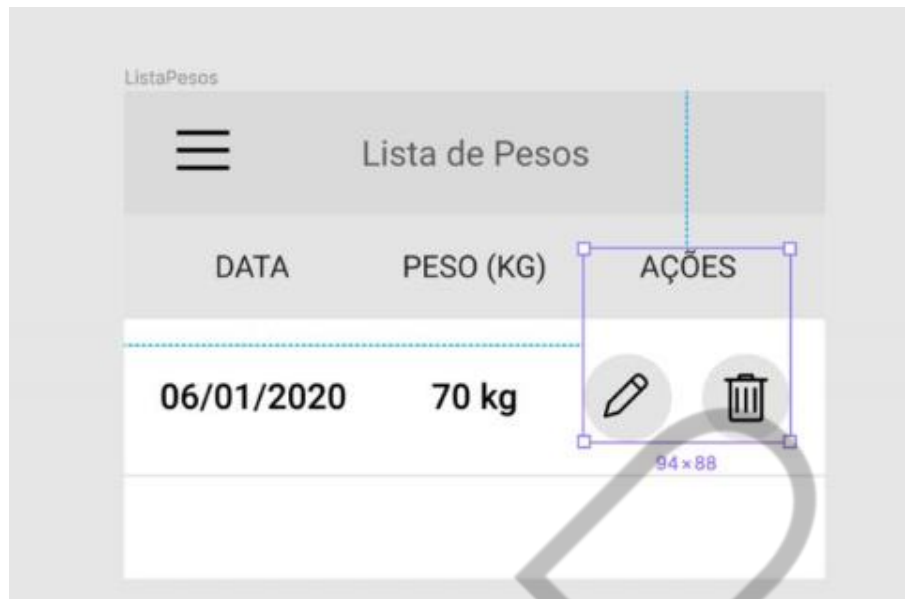 ListaPesos
Lista de Pesos
DATA PESO (KG) AÇÕES
06/01/2020 70 kg
94×88